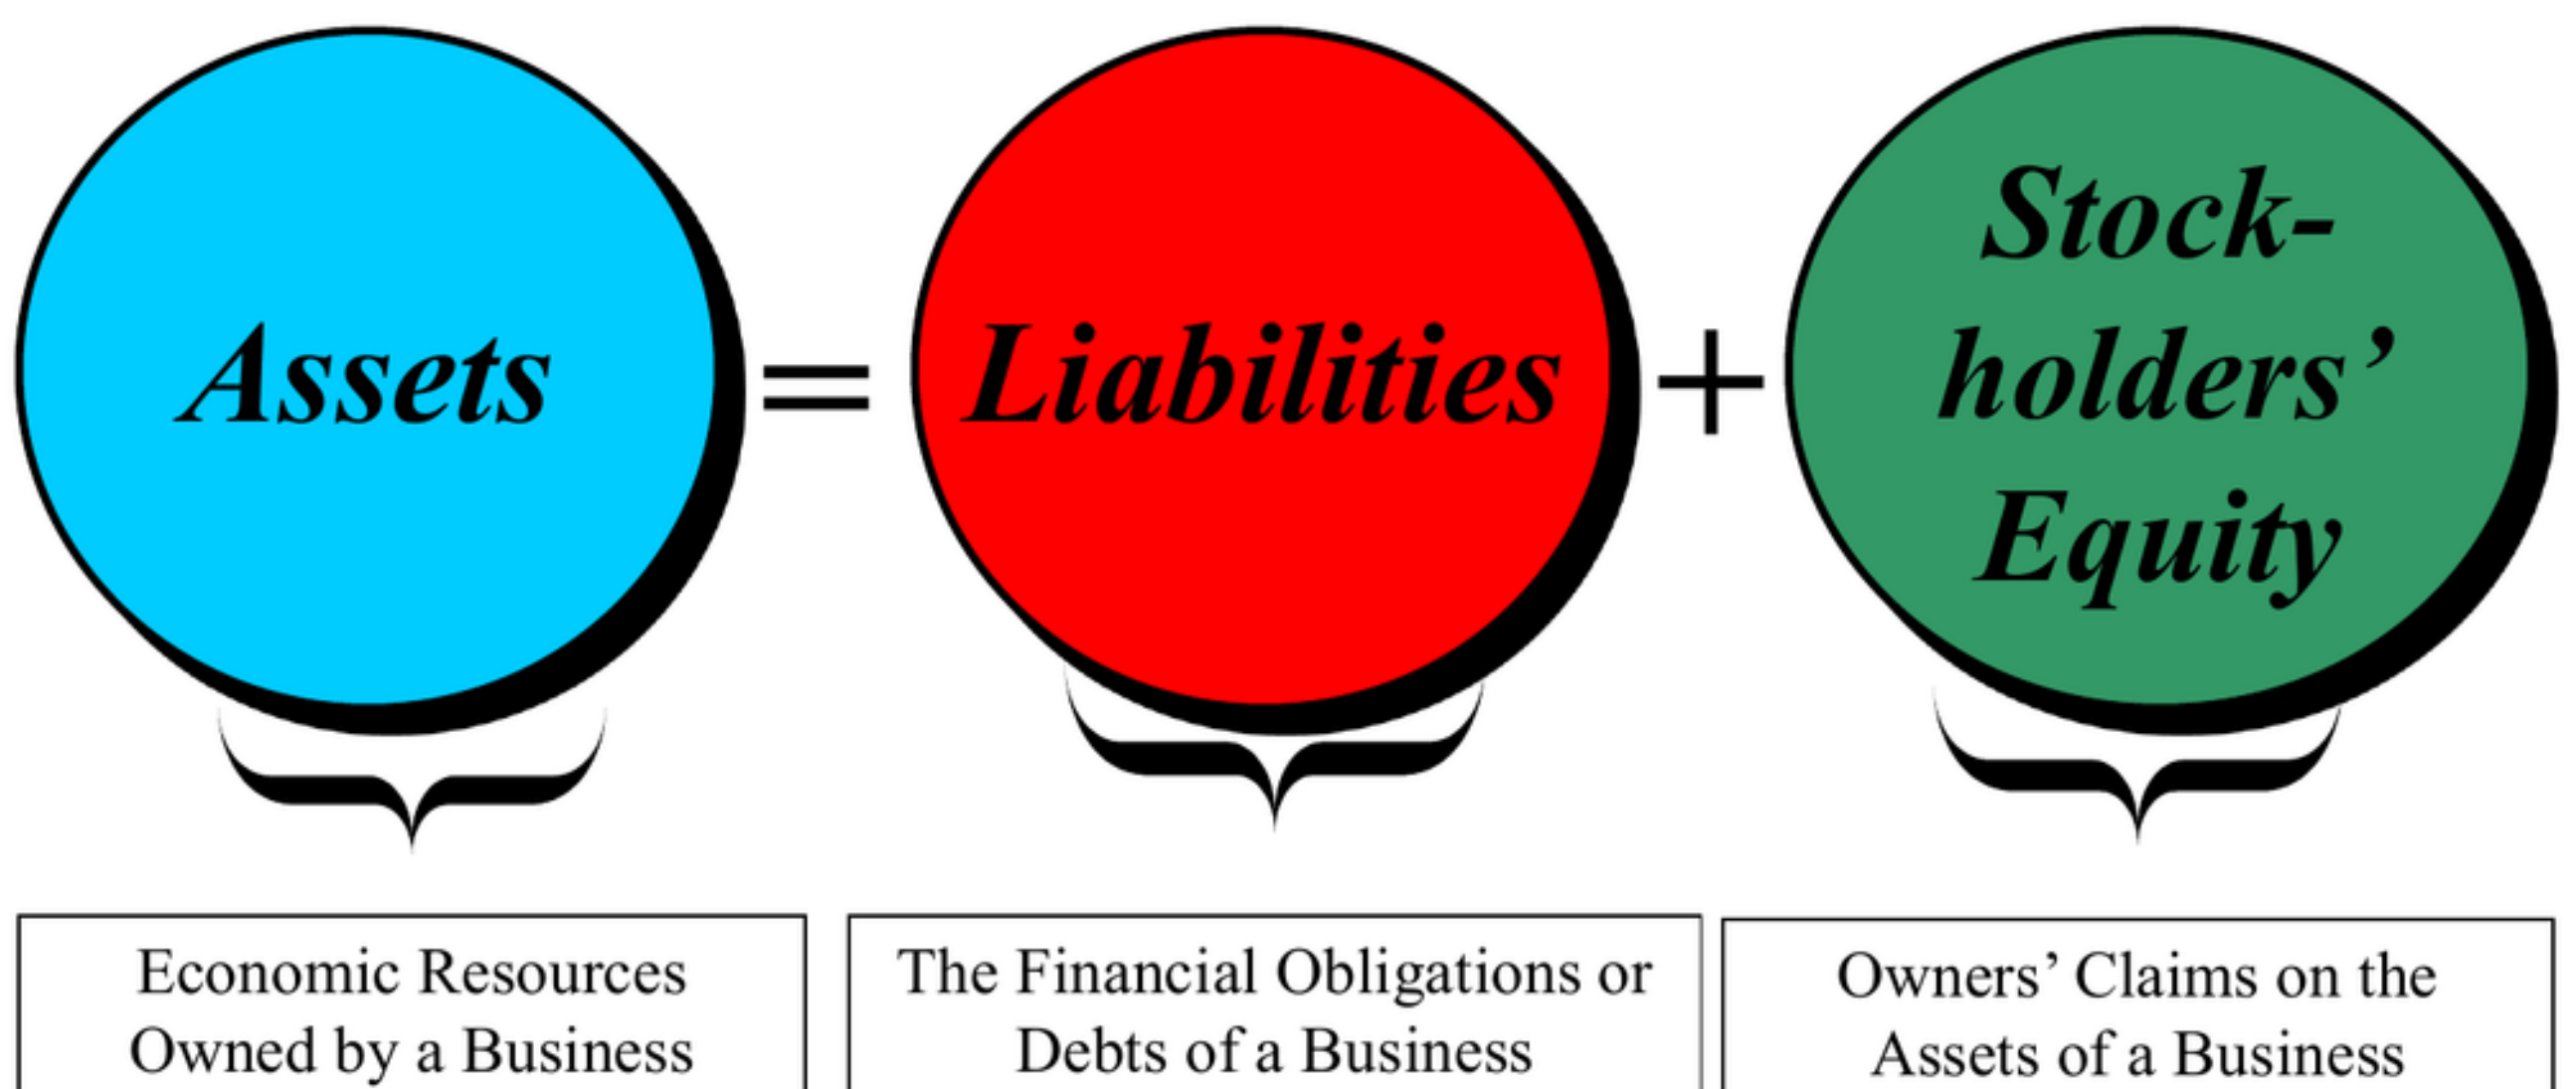 Assets
=
Liabilities
+
Stock-
holders’
Equity
Economic Resources
Owned by a Business
The Financial Obligations or
Debts of a Business
Owners’ Claims on the
Assets of a Business